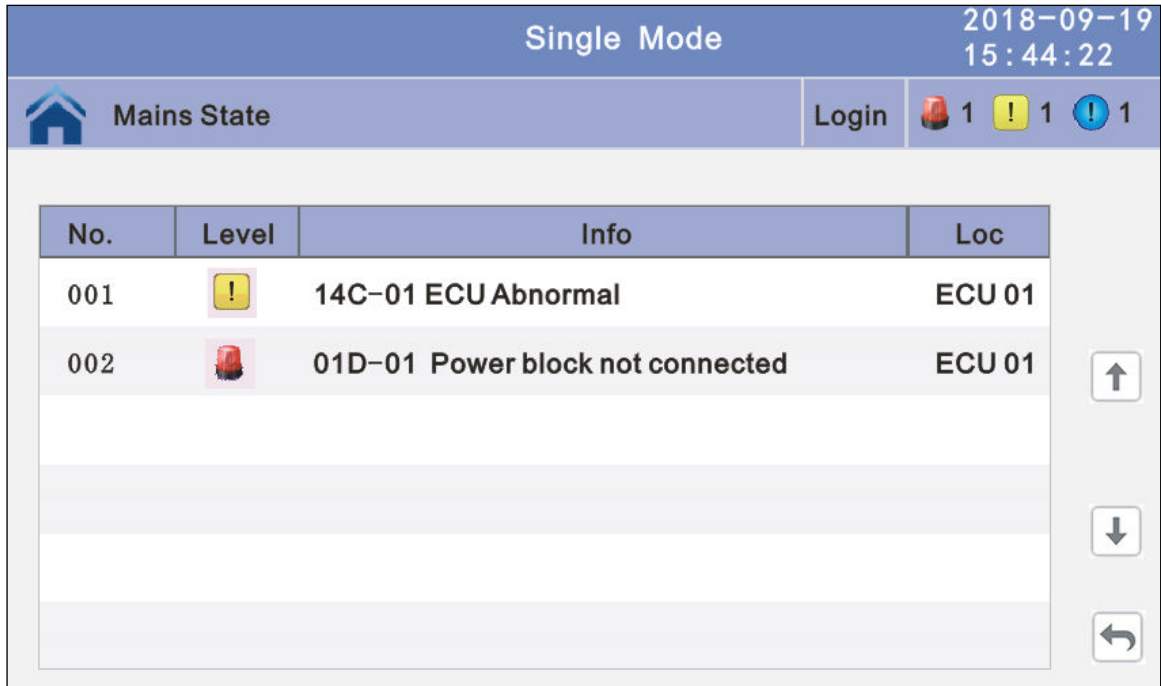 Single Mode
2018-09-19
15:44:22
Mains State
Login
1
! 1
! 1
No. Level Info Loc
001 ! 14C-01 ECU Abnormal ECU 01
002 01D-01 Power block not connected ECU 01